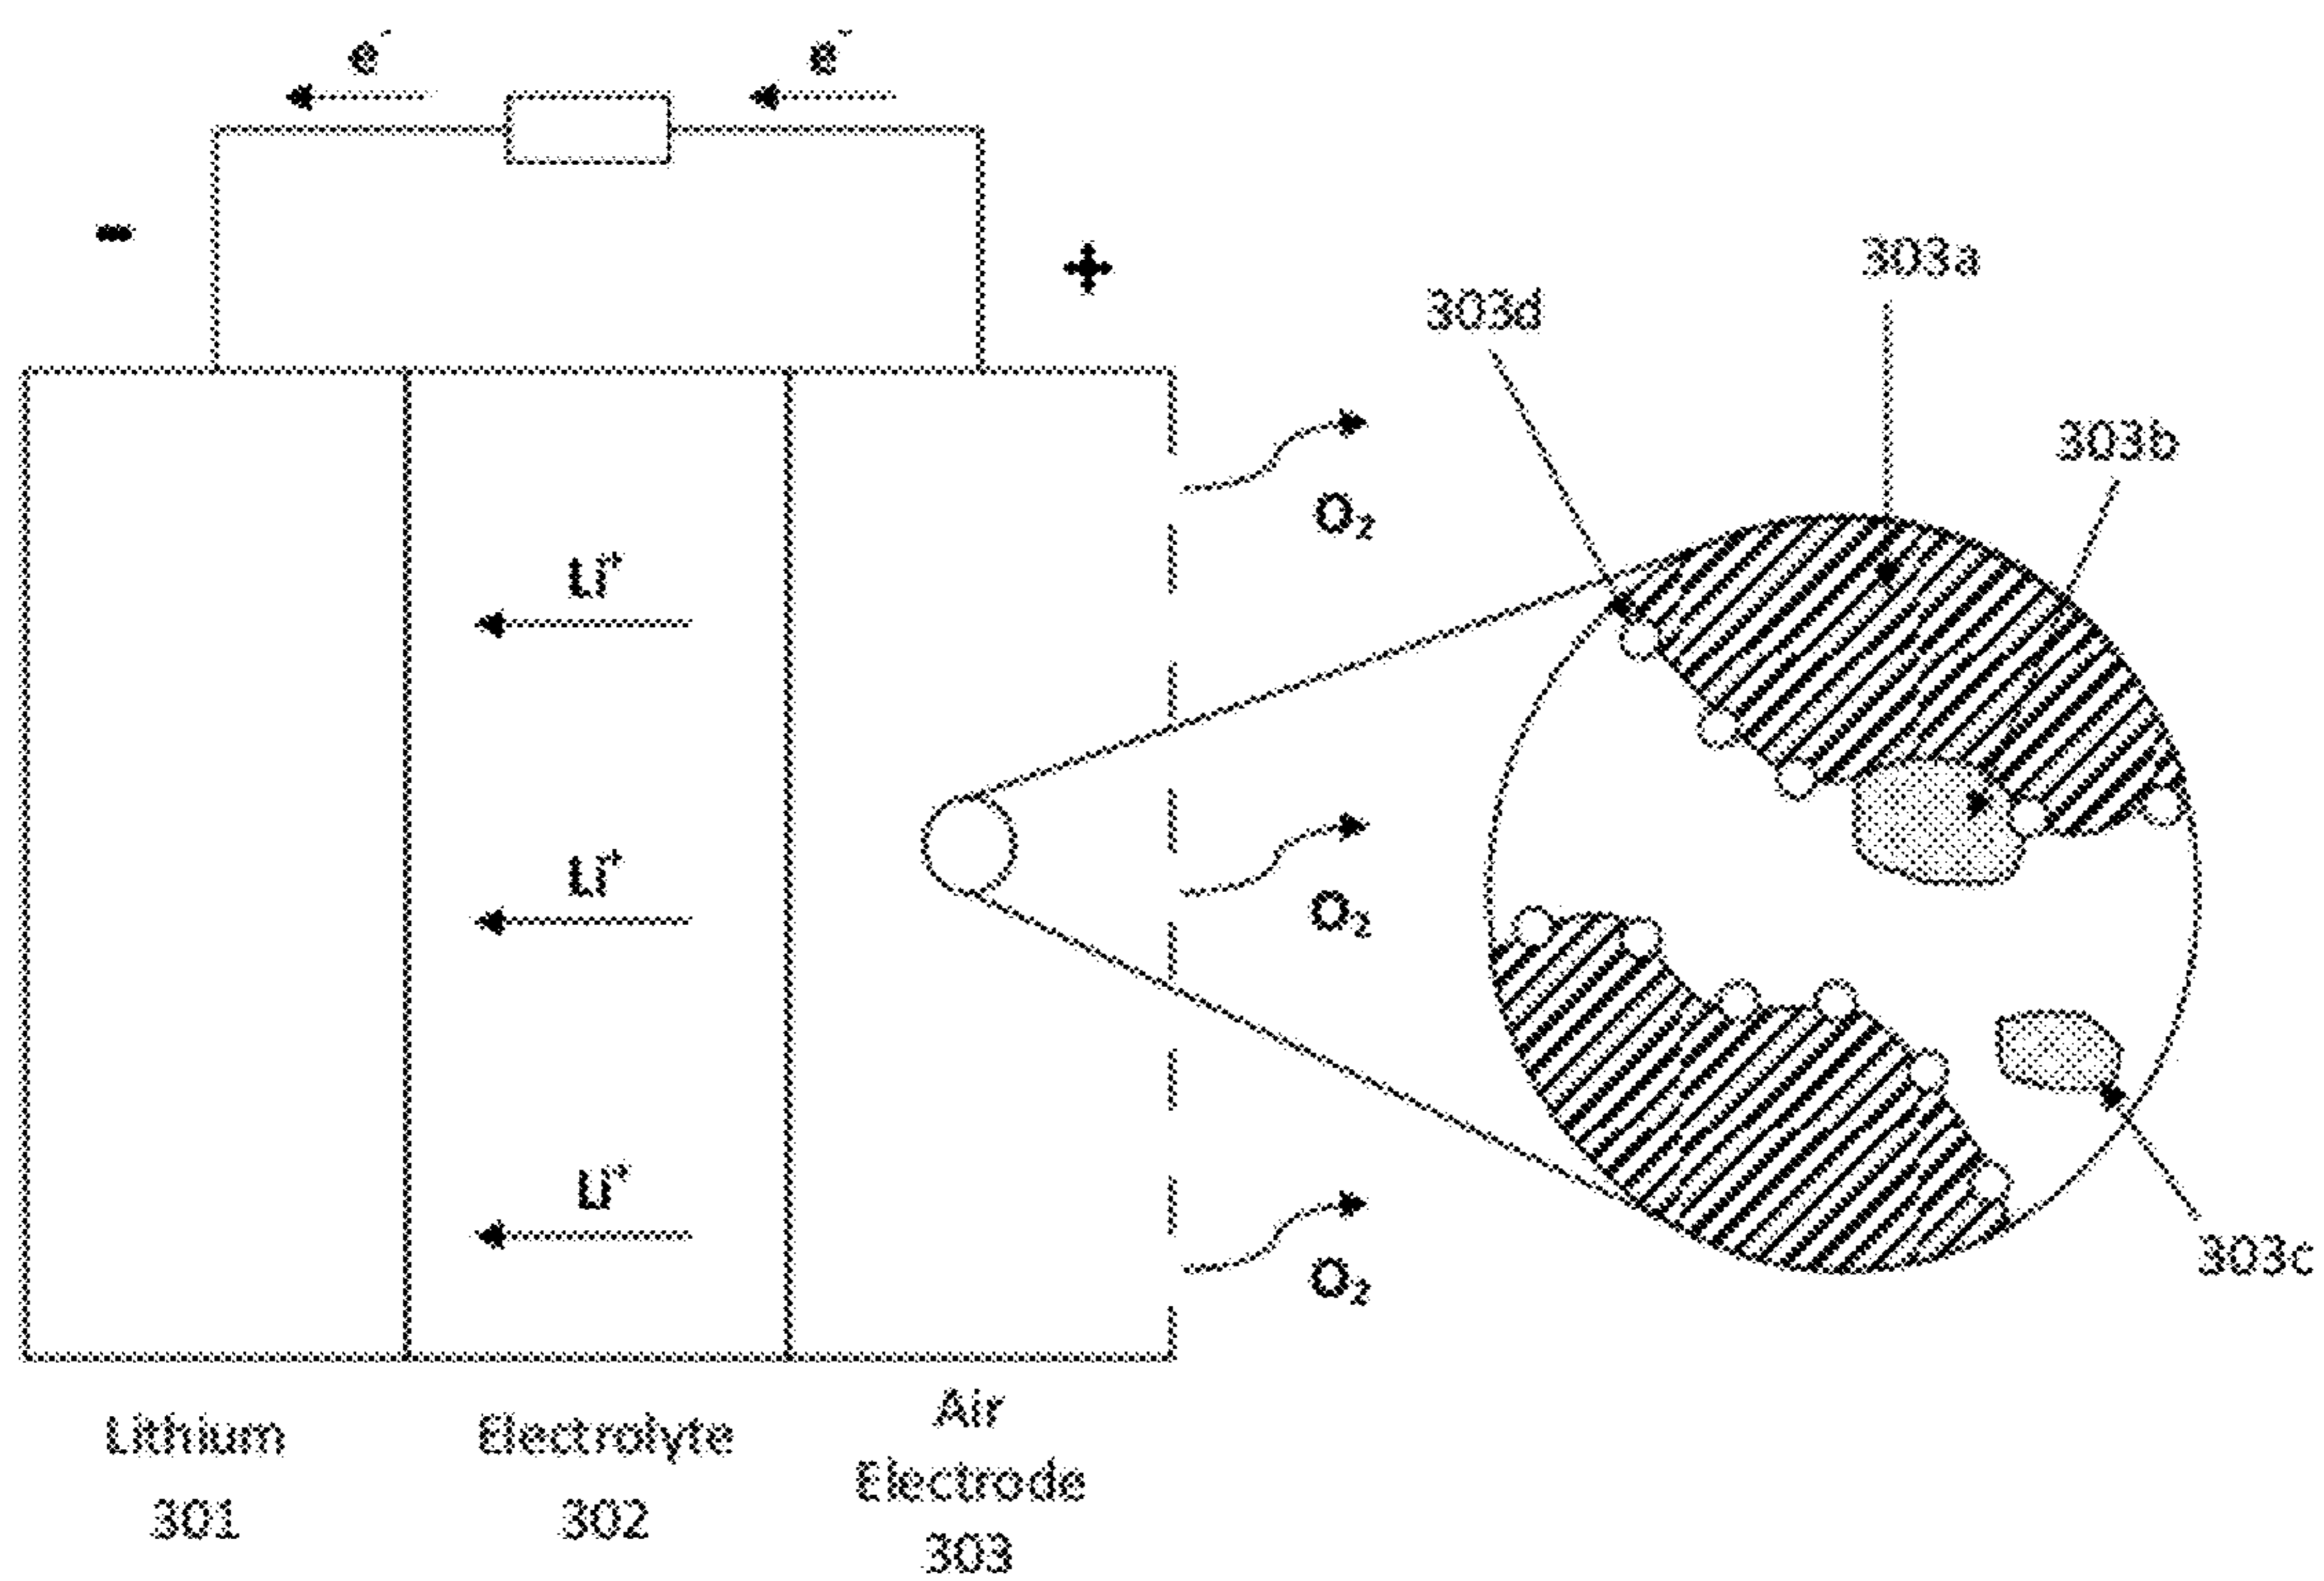 e⁻ e⁻
-
+
303a
303d
303b
O₂
Li⁺
Li⁺
O₂
Li⁺
303c
O₂
Lithium
301
Electrolyte
302
Air
Electrode
303